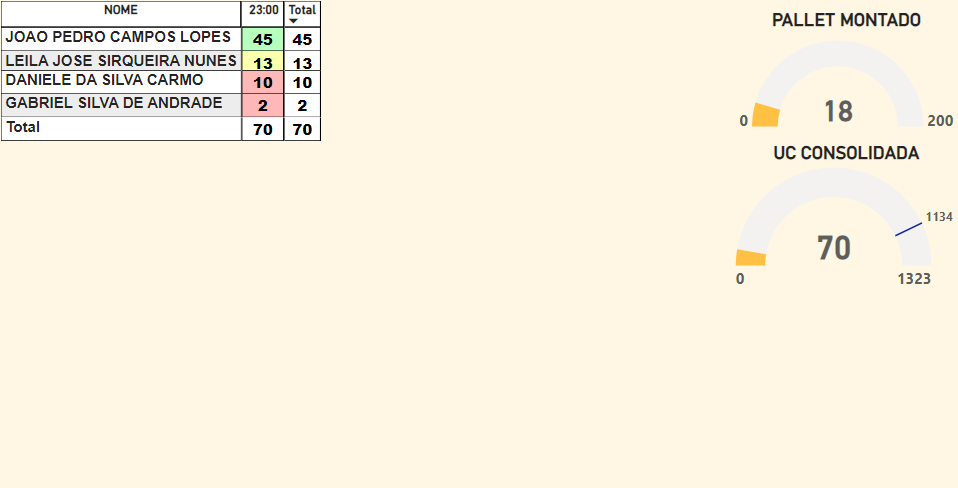 NOME 23:00 Total
JOAO PEDRO CAMPOS LOPES 45 45
LEILA JOSE SIRQUEIRA NUNES 13 13
DANIELE DA SILVA CARMO 10 10
GABRIEL SILVA DE ANDRADE 2 2
Total 70 70
PALLET MONTADO
18
0 200
UC CONSOLIDADA
1134
70
0 1323